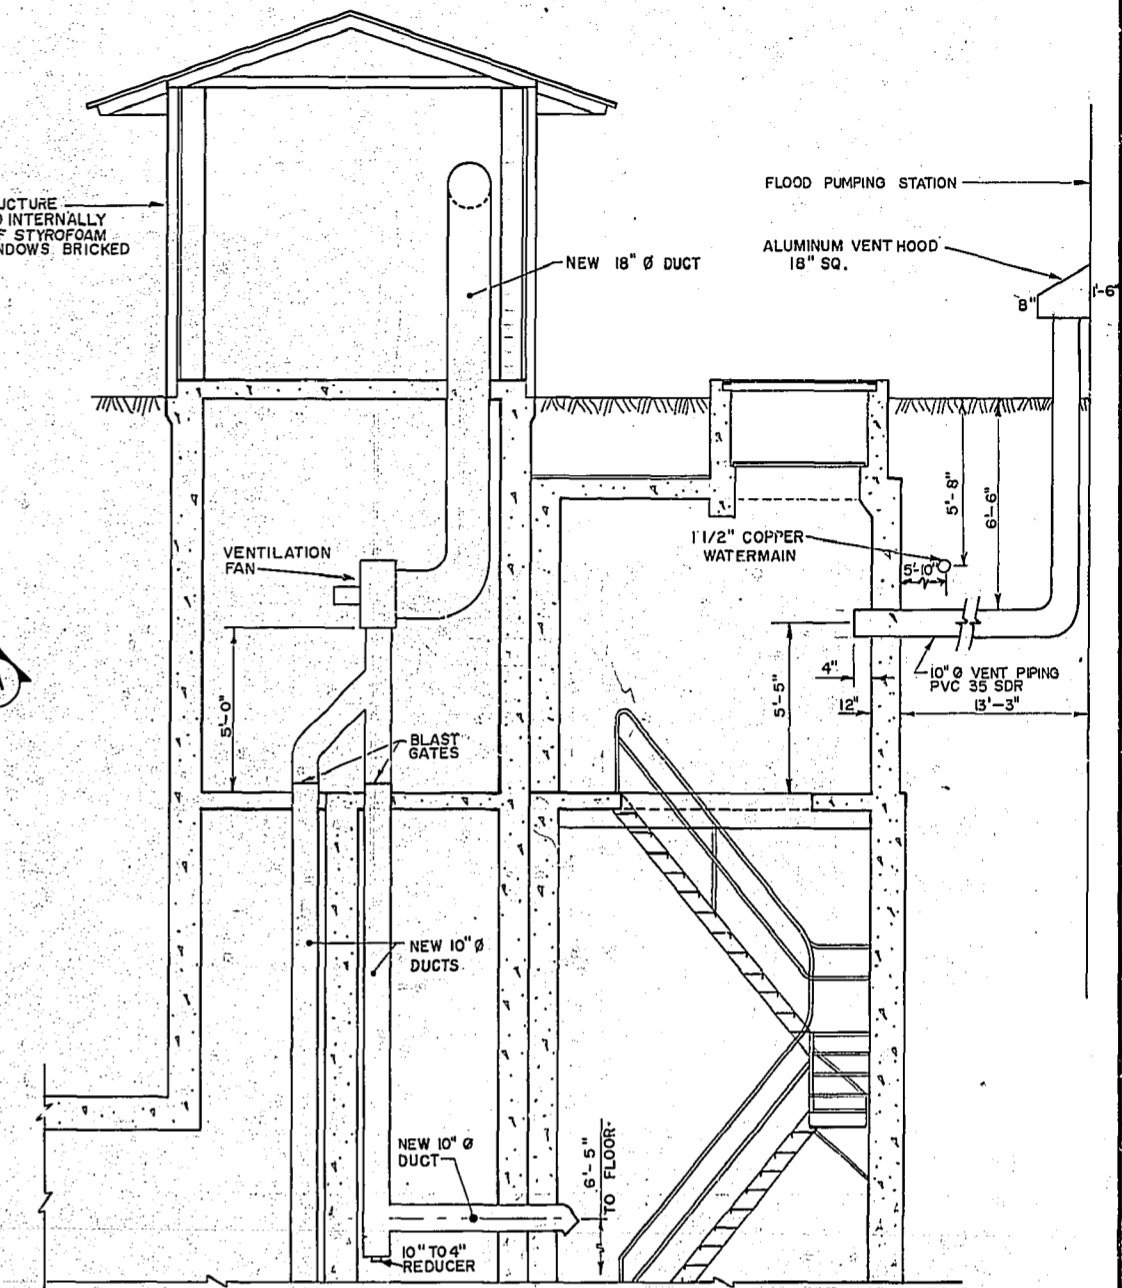 FLOOD PUMPING STATION
INTERNALLY
STYROFOAM
BRICKED
ALUMINUM VENT HOOD
18" SQ.
NEW 18" Ø DUCT
8"
1'-6"
5'-8"
6'-6"
1 1/2" COPPER
WATERMAIN
VENTILATION
FAN
5'-10"
4"
10" Ø VENT PIPING
PVC 35 SDR
12"
13'-3"
5'-0"
5'-5"
BLAST
GATES
NEW 10" Ø
DUCTS
NEW 10" Ø
DUCT
6'-5"
TO FLOOR
10" TO 4"
REDUCER